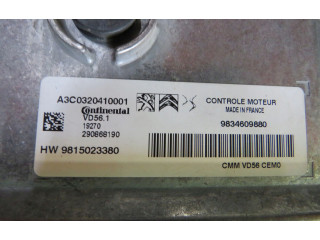 A3C0320410001
Continental
VD56.1
19270
290868190
HW 9815023380
CONTROLE MOTEUR
MADE IN FRANCE
9834609880
CMM VD56 CEM0